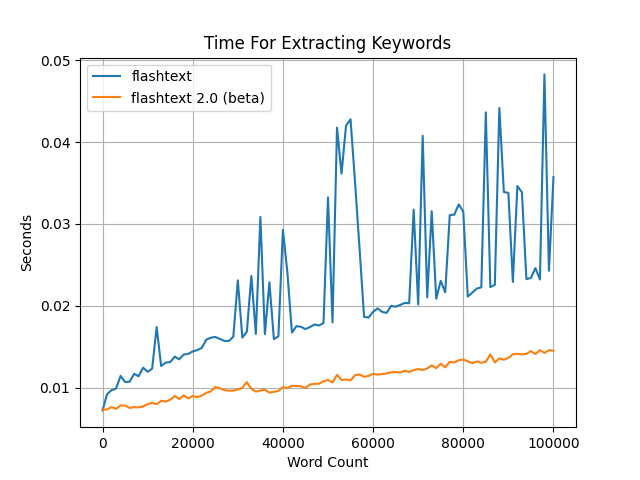 Time For Extracting Keywords
flashtext
flashtext 2.0 (beta)
0.05
0.04
0.03
0.02
0.01
Seconds
0 20000 40000 60000 80000 100000
Word Count